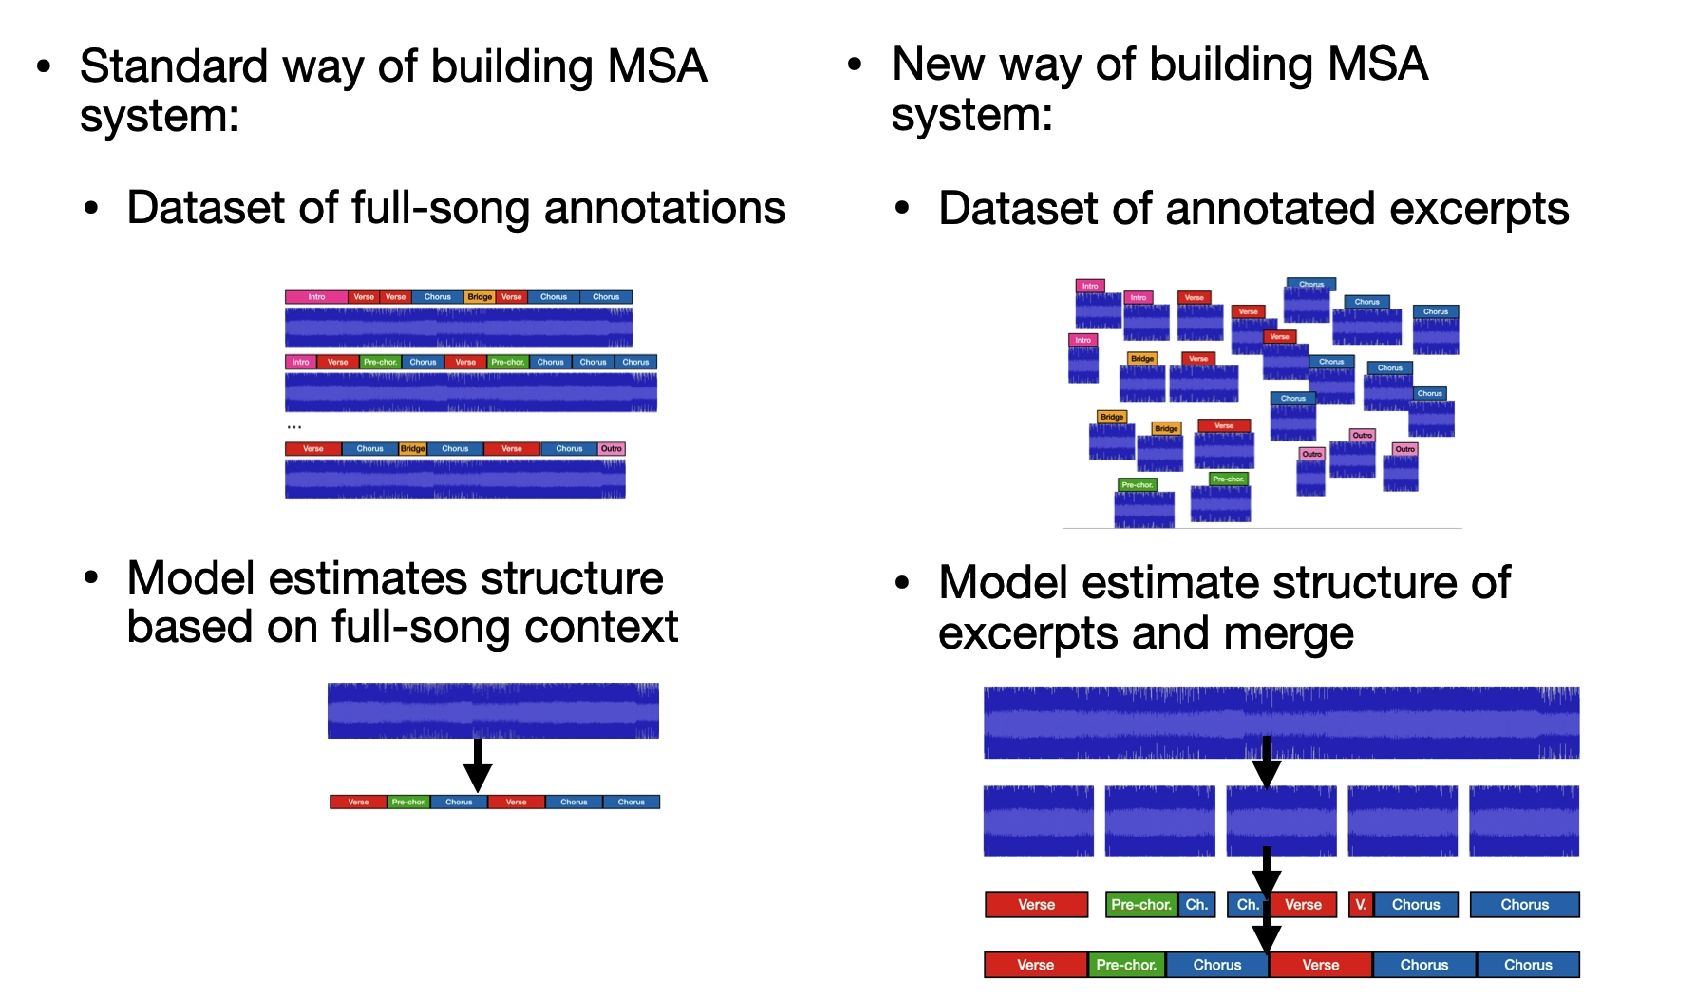 • Standard way of building MSA
system:
• Dataset of full-song annotations
Intro Verse Verse Chorus Bridge Verse Chorus Chorus
Intro Verse Pre-chor. Chorus Verse Pre-chor. Chorus Chorus Chorus
...
Verse Chorus Bridge Chorus Verse Chorus Outro
• Model estimates structure
based on full-song context
Verse Pre-chor Chorus Verse Chorus Chorus
• New way of building MSA
system:
• Dataset of annotated excerpts
Intro Intro Verse Verse Chorus Chorus Chorus
Intro Bridge Verse Verse Chorus Chorus Chorus
Bridge Bridge Verse Chorus Outro Outro Outro
Pre-chor. Pre-chor.
• Model estimate structure of
excerpts and merge
Verse Pre-chor. Ch. Ch. Verse V. Chorus Chorus
Verse Pre-chor. Chorus Verse Chorus Chorus